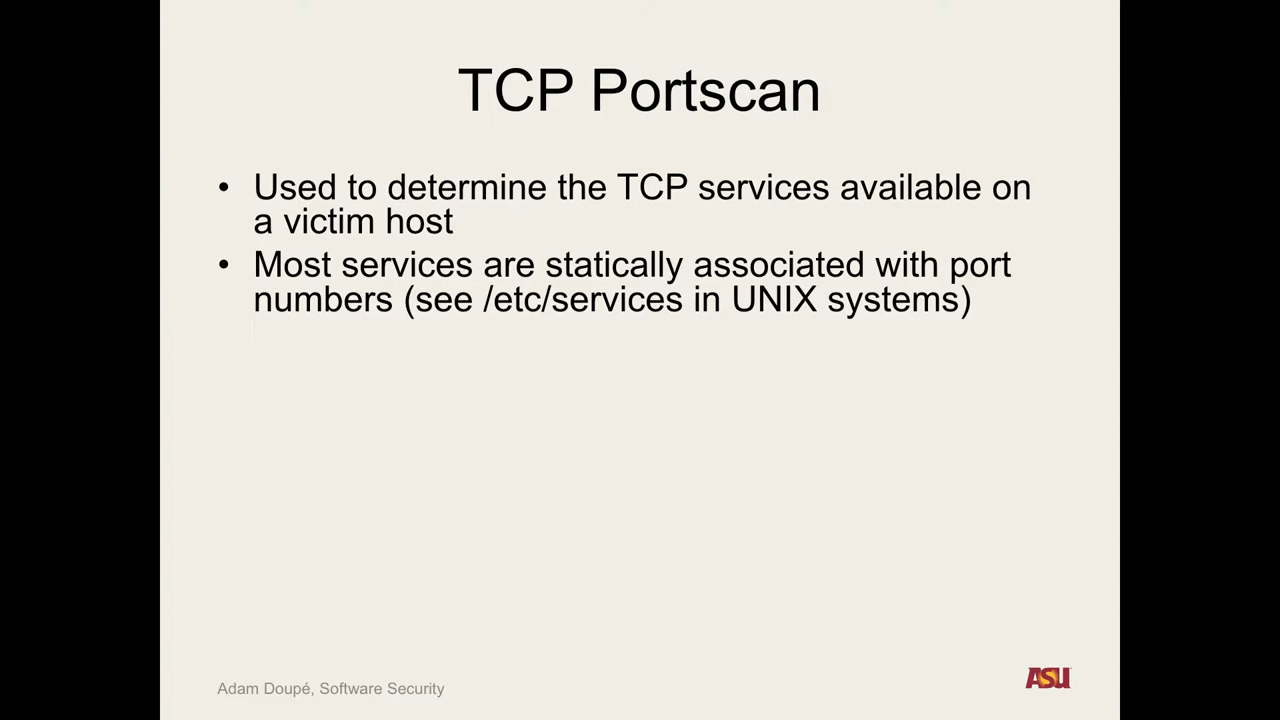 TCP Portscan
• Used to determine the TCP services available on
a victim host
• Most services are statically associated with port
numbers (see /etc/services in UNIX systems)
Adam Doupé, Software Security
ASU